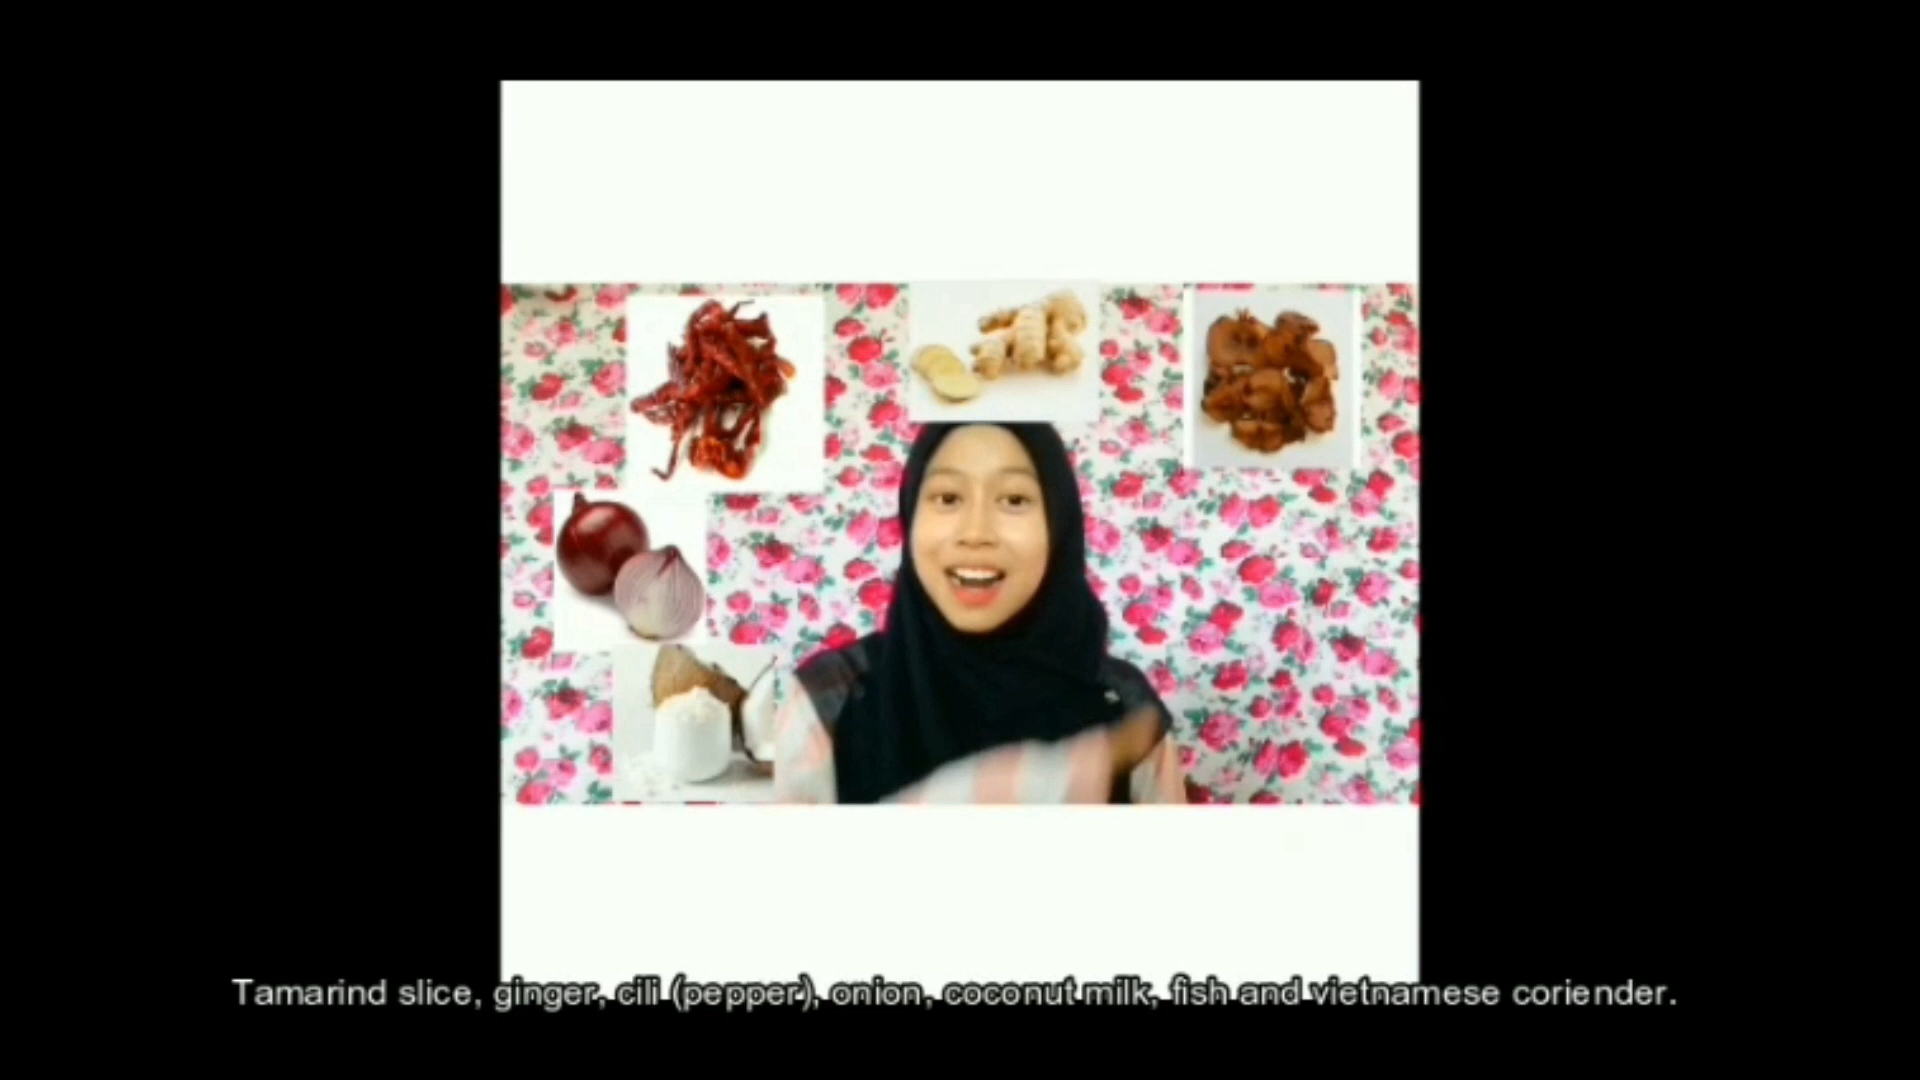 Tamarind slice, ginger, cili (pepper), onion, coconut milk, fish and vietnamese coriender.